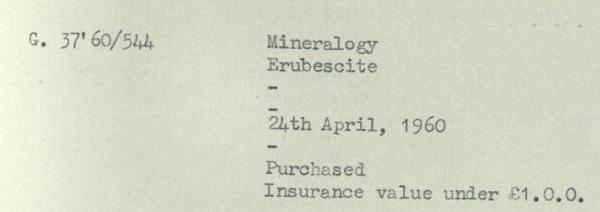 G. 37'60/544 Mineralogy
Erubescite
-
-
24th April, 1960
-
Purchased
Insurance value under £1.0.0.